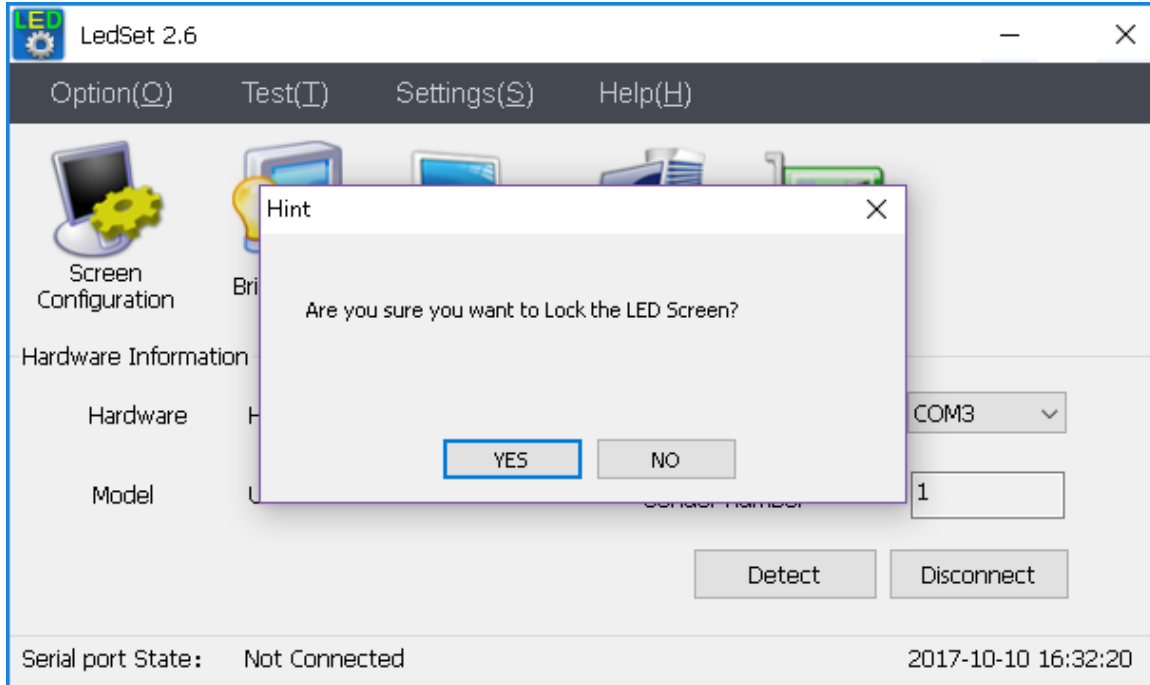 LED
LedSet 2.6
Option(O) Test(T) Settings(S) Help(H)
Screen
Configuration
Hint
Are you sure you want to Lock the LED Screen?
YES NO
Hardware Information
Hardware
COM3
Model
1
Detect Disconnect
Serial port State: Not Connected 2017-10-10 16:32:20